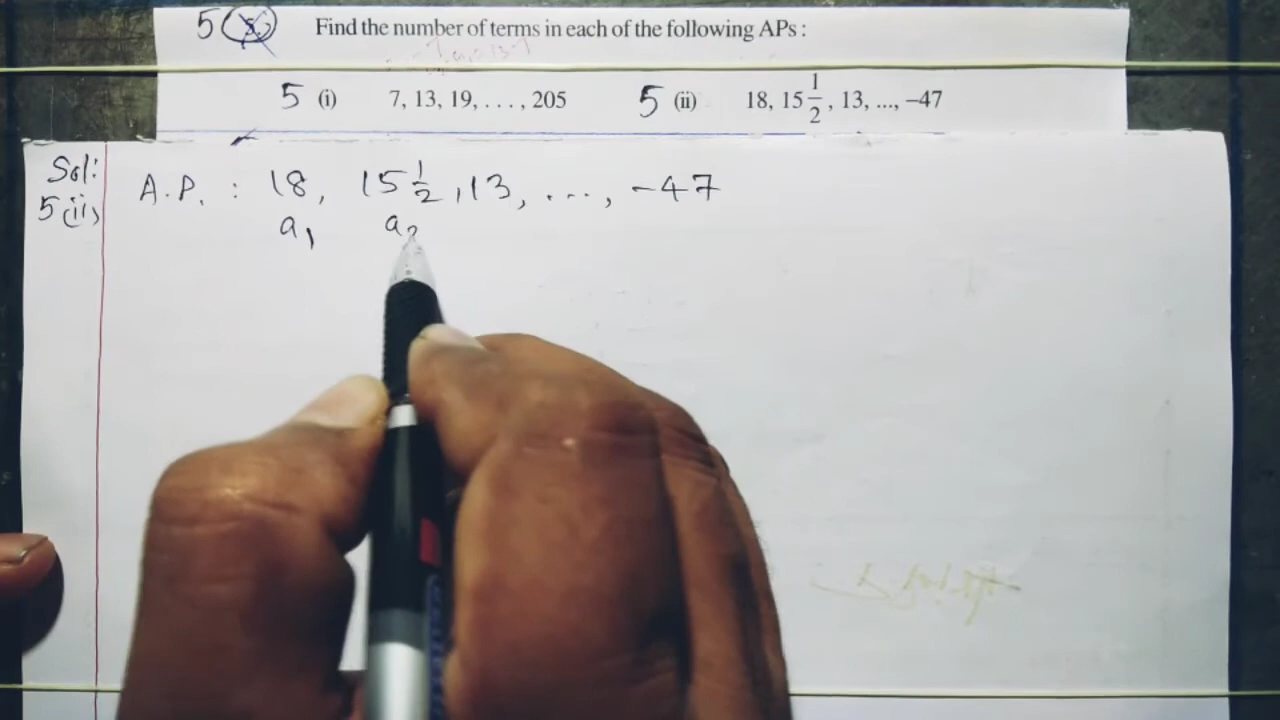 5 Find the number of terms in each of the following APs :
5 (i) 7, 13, 19, . . . , 205 5 (ii) 18, 15 1/2, 13, ..., –47
Sol:
5(ii)
A.P. : 18, 15 1/2, 13, ..., -47
a1 a2